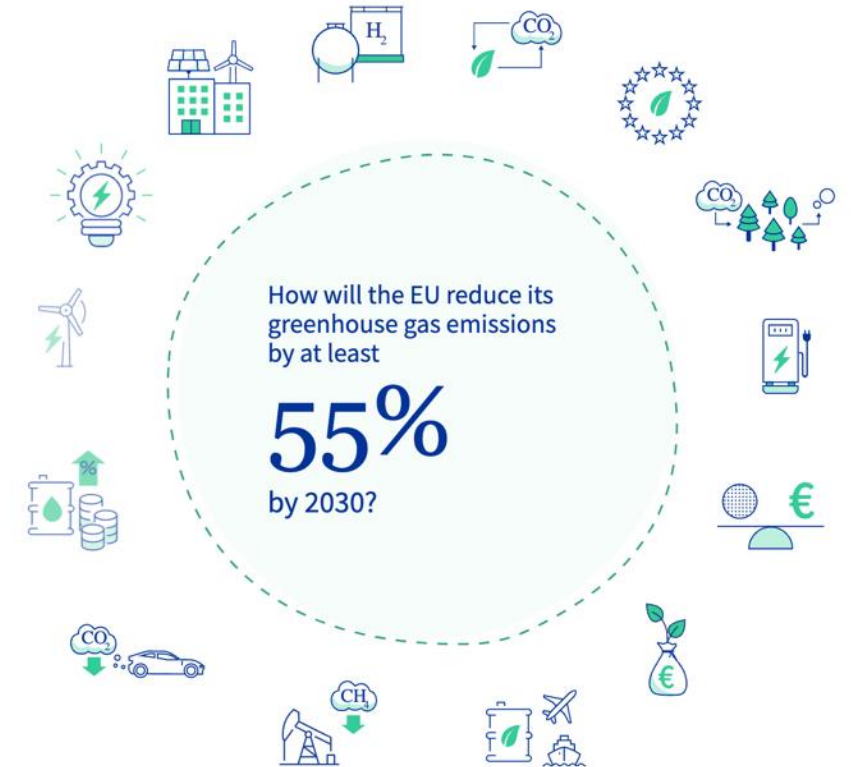 H₂
CO₂
CO₂
How will the EU reduce its
greenhouse gas emissions
by at least
55%
by 2030?
%
€
CO₂
CH₄
€